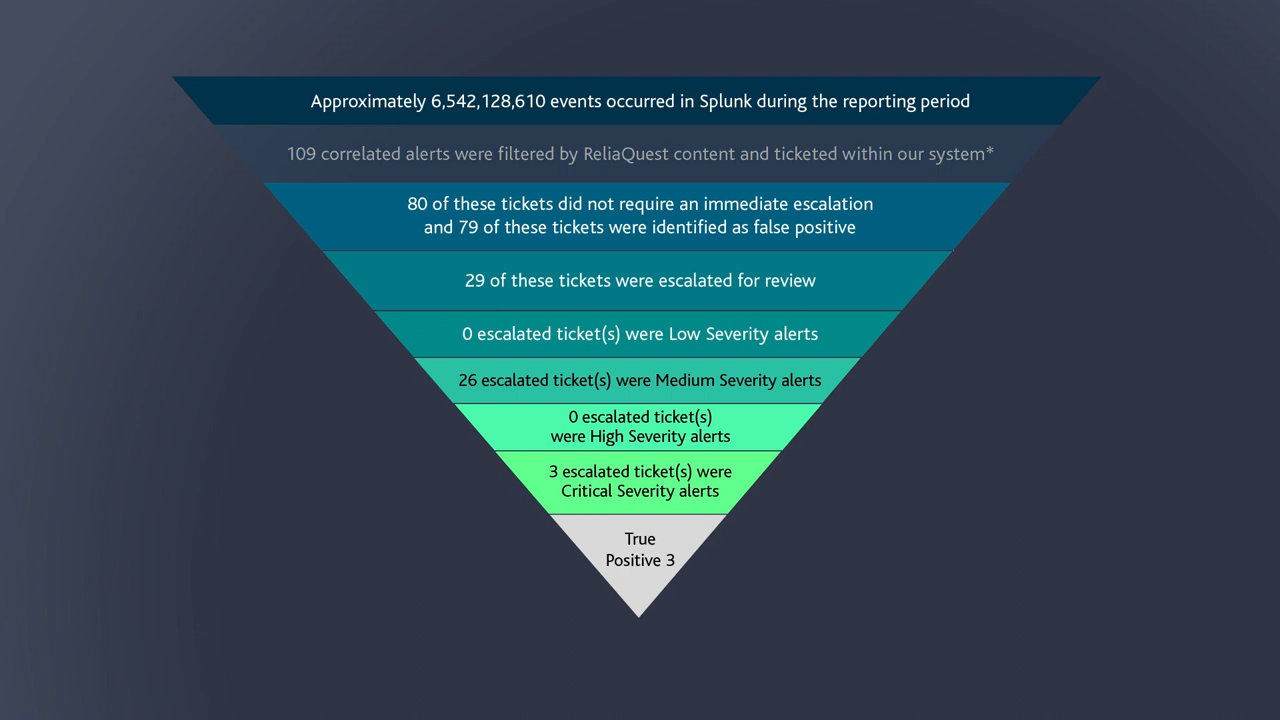 Approximately 6,542,128,610 events occurred in Splunk during the reporting period
109 correlated alerts were filtered by ReliaQuest content and ticketed within our system*
80 of these tickets did not require an immediate escalation
and 79 of these tickets were identified as false positive
29 of these tickets were escalated for review
0 escalated ticket(s) were Low Severity alerts
26 escalated ticket(s) were Medium Severity alerts
0 escalated ticket(s)
were High Severity alerts
3 escalated ticket(s) were
Critical Severity alerts
True
Positive 3